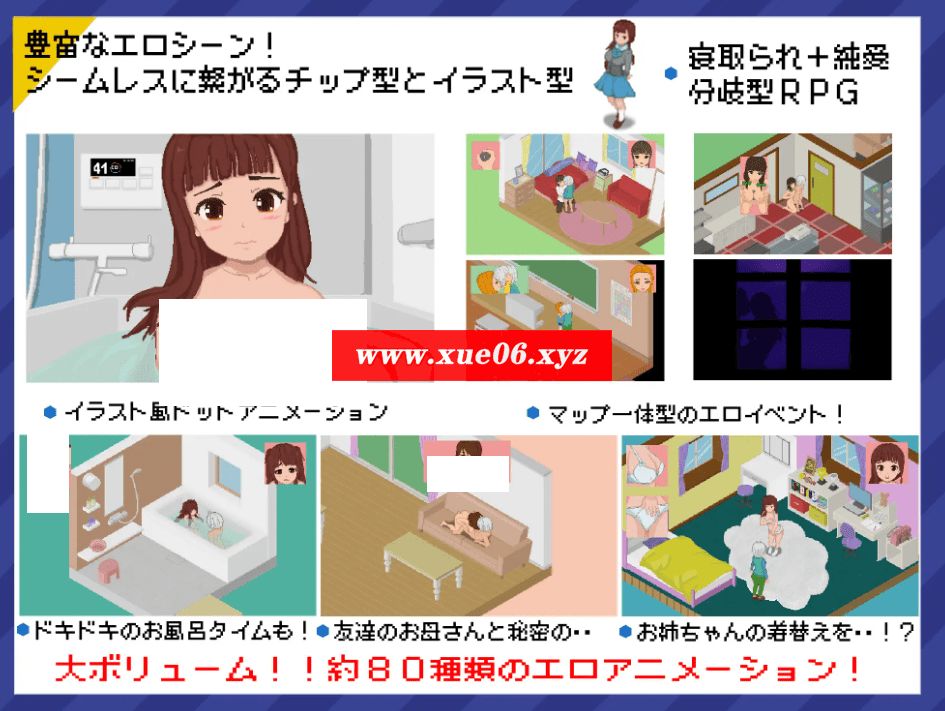 豊富なエロシーン！
シームレスに繋がるチップ型とイラスト型
寝取られ＋純愛
分岐型ＲＰＧ
41
www.xue06.xyz
イラスト風ドットアニメーション
マップ一体型のエロイベント！
ドキドキのお風呂タイムも！
友達のお母さんと秘密の・・
お姉ちゃんの着替えを・・！？
大ボリューム！！約８０種類のエロアニメーション！